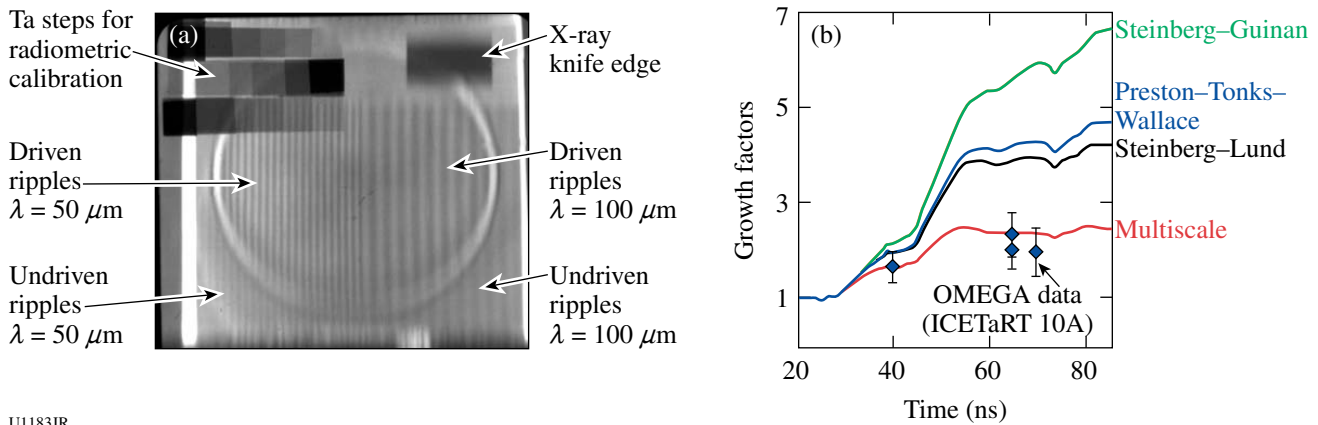 Ta steps for
radiometric
calibration
(a)
X-ray
knife edge
Driven
ripples
λ = 50 μm
Driven
ripples
λ = 100 μm
Undriven
ripples
λ = 50 μm
Undriven
ripples
λ = 100 μm
U1183JR
(b)
Growth factors
7
5
3
1
20
40
60
80
Time (ns)
Steinberg–Guinan
Preston–Tonks–
Wallace
Steinberg–Lund
Multiscale
OMEGA data
(ICETaRT 10A)